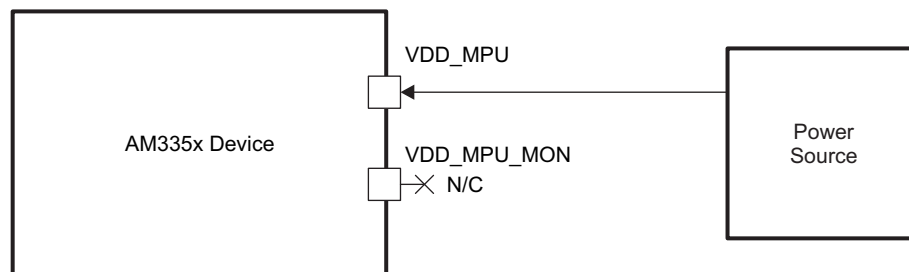 VDD_MPU
AM335x Device
Power
Source
VDD_MPU_MON
N/C